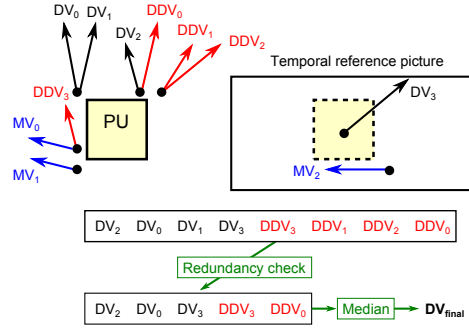 DV0 DV1 DV2 DDV0 DDV1 DDV2
Temporal reference picture
DDV3 PU DV3
MV0
MV1 MV2
DV2 DV0 DV1 DV3 DDV3 DDV1 DDV2 DDV0
Redundancy check
DV2 DV0 DV3 DDV3 DDV0 Median DVfinal